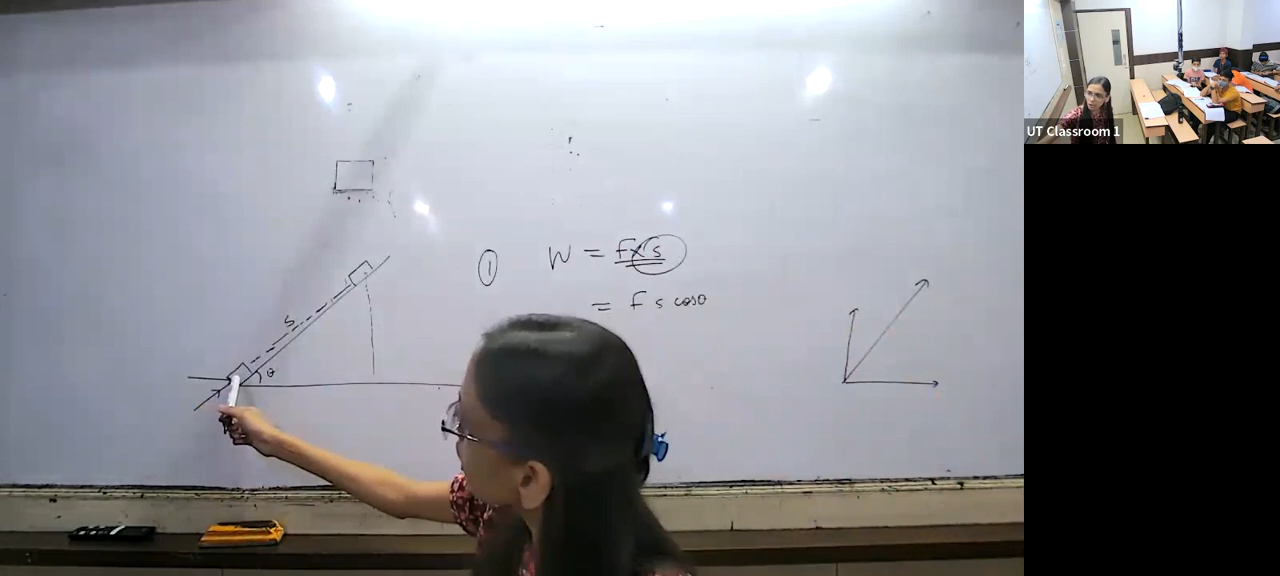 UT Classroom 1
① W = f×s
= f s cosθ
s
θ